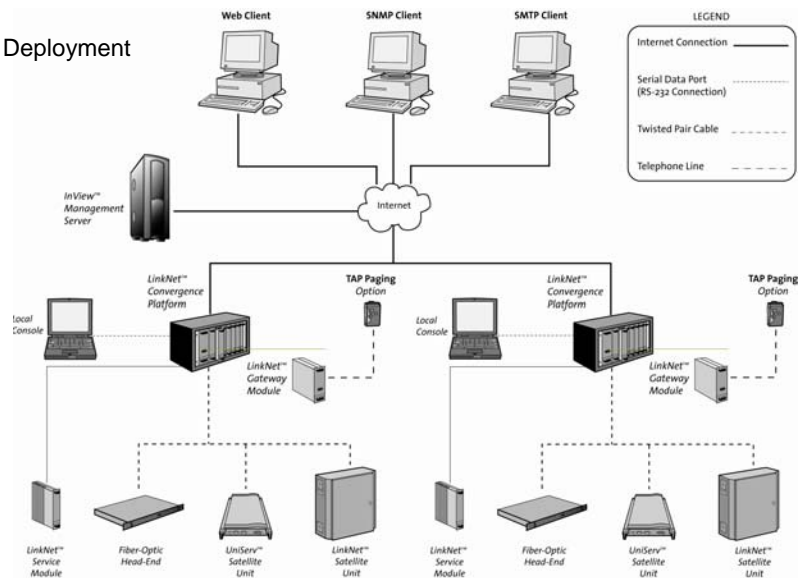 Deployment
Web Client
SNMP Client
SMTP Client
LEGEND
Internet Connection
Serial Data Port
(RS-232 Connection)
Twisted Pair Cable
Telephone Line
InView™
Management
Server
Internet
LinkNet™
Convergence
Platform
TAP Paging
Option
Local
Console
LinkNet™
Gateway
Module
LinkNet™
Convergence
Platform
TAP Paging
Option
Local
Console
LinkNet™
Gateway
Module
LinkNet™
Service
Module
Fiber-Optic
Head-End
UniServ™
Satellite
Unit
LinkNet™
Satellite
Unit
LinkNet™
Service
Module
Fiber-Optic
Head-End
UniServ™
Satellite
Unit
LinkNet™
Satellite
Unit